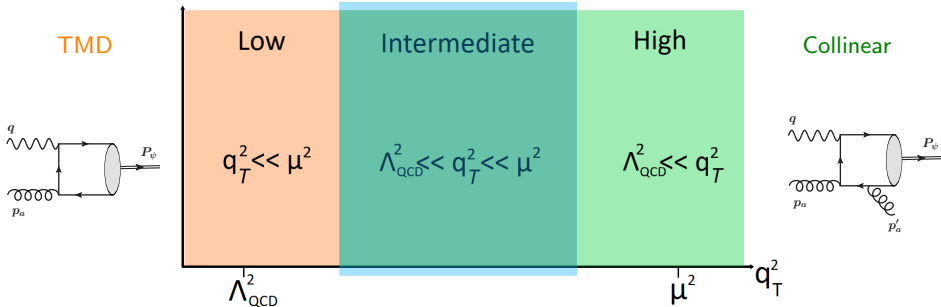 TMD
Low
Intermediate
High
Collinear
q
P_ψ
p_a
q_T^2 << μ^2
Λ_QCD^2 << q_T^2 << μ^2
Λ_QCD^2 << q_T^2
q
P_ψ
p_a
p'_a
Λ_QCD^2
μ^2
q_T^2